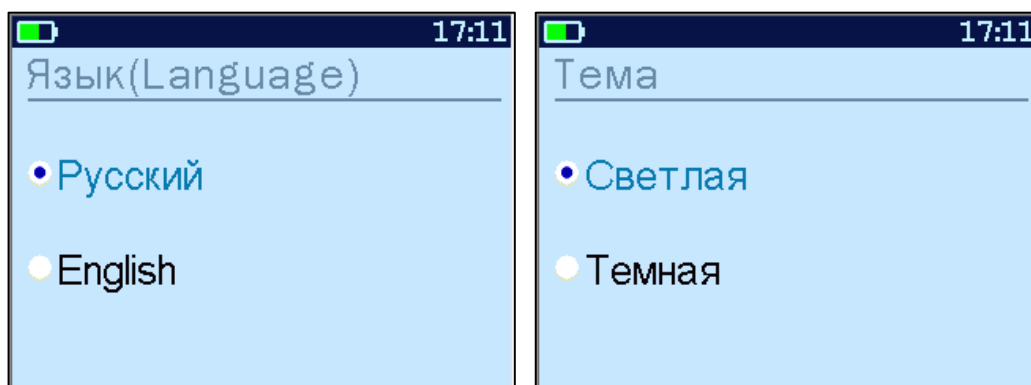 17:11
Язык(Language)
Русский
English
17:11
Тема
Светлая
Темная